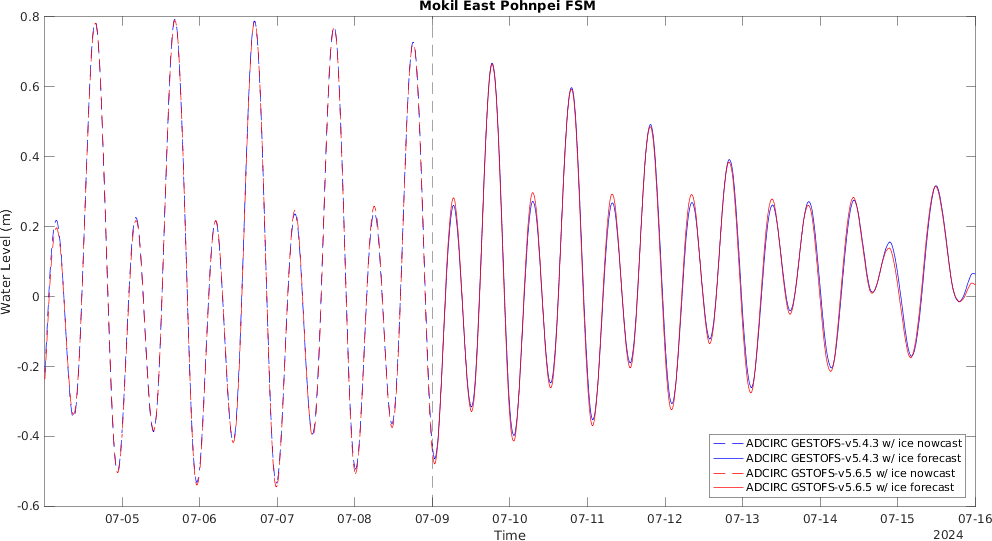 Mokil East Pohnpei FSM
0.8
0.6
0.4
0.2
0
-0.2
-0.4
-0.6
Water Level (m)
ADCIRC GESTOFS-v5.4.3 w/ ice nowcast
ADCIRC GESTOFS-v5.4.3 w/ ice forecast
ADCIRC GSTOFS-v5.6.5 w/ ice nowcast
ADCIRC GSTOFS-v5.6.5 w/ ice forecast
07-05 07-06 07-07 07-08 07-09 07-10 07-11 07-12 07-13 07-14 07-15 07-16
Time
2024